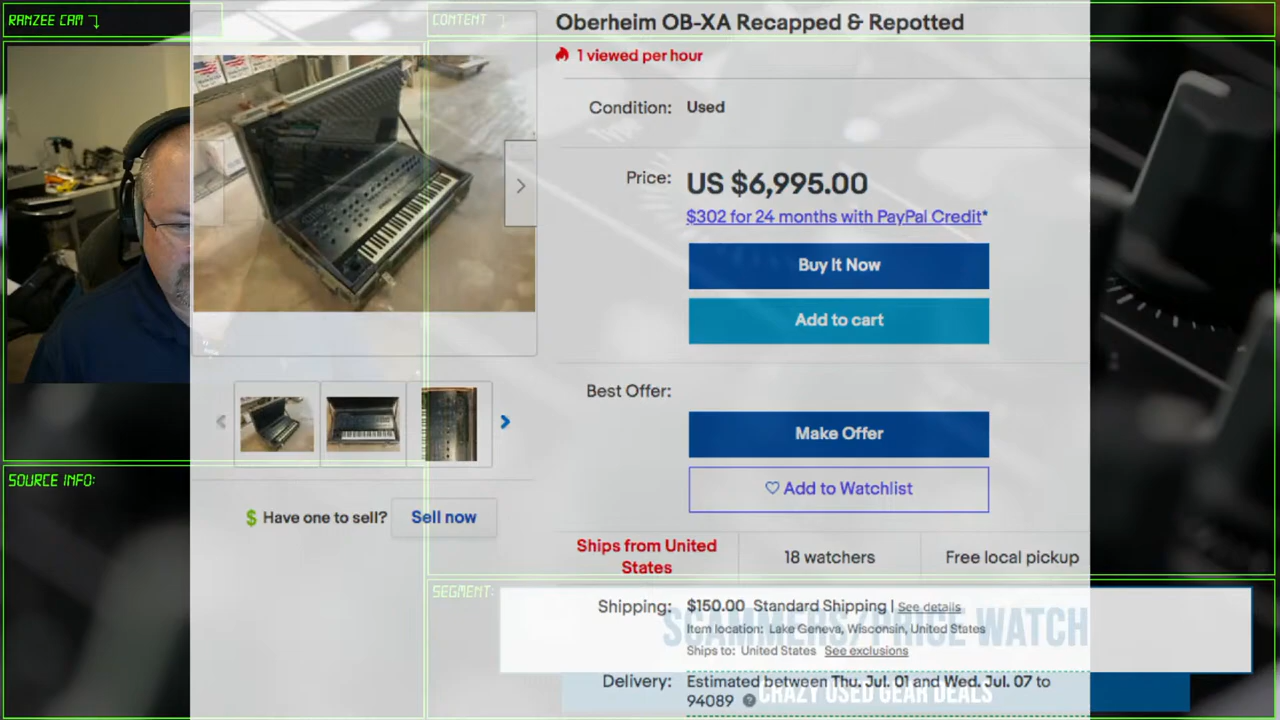 RANZEE CAM
CONTENT
Oberheim OB-XA Recapped & Repotted
1 viewed per hour
Condition: Used
Price: US $6,995.00
$302 for 24 months with PayPal Credit*
Buy It Now
Add to cart
Best Offer:
Make Offer
Add to Watchlist
$ Have one to sell? Sell now
Ships from United States
18 watchers
Free local pickup
SOURCE INFO:
SEGMENT:
Shipping: $150.00 Standard Shipping | See details
Item location: Lake Geneva, Wisconsin, United States
Ships to: United States See exclusions
SCAMMERS/PRICE WATCH
Delivery: Estimated between Thu. Jul. 01 and Wed. Jul. 07 to
94089
CRAZY USED GEAR DEALS